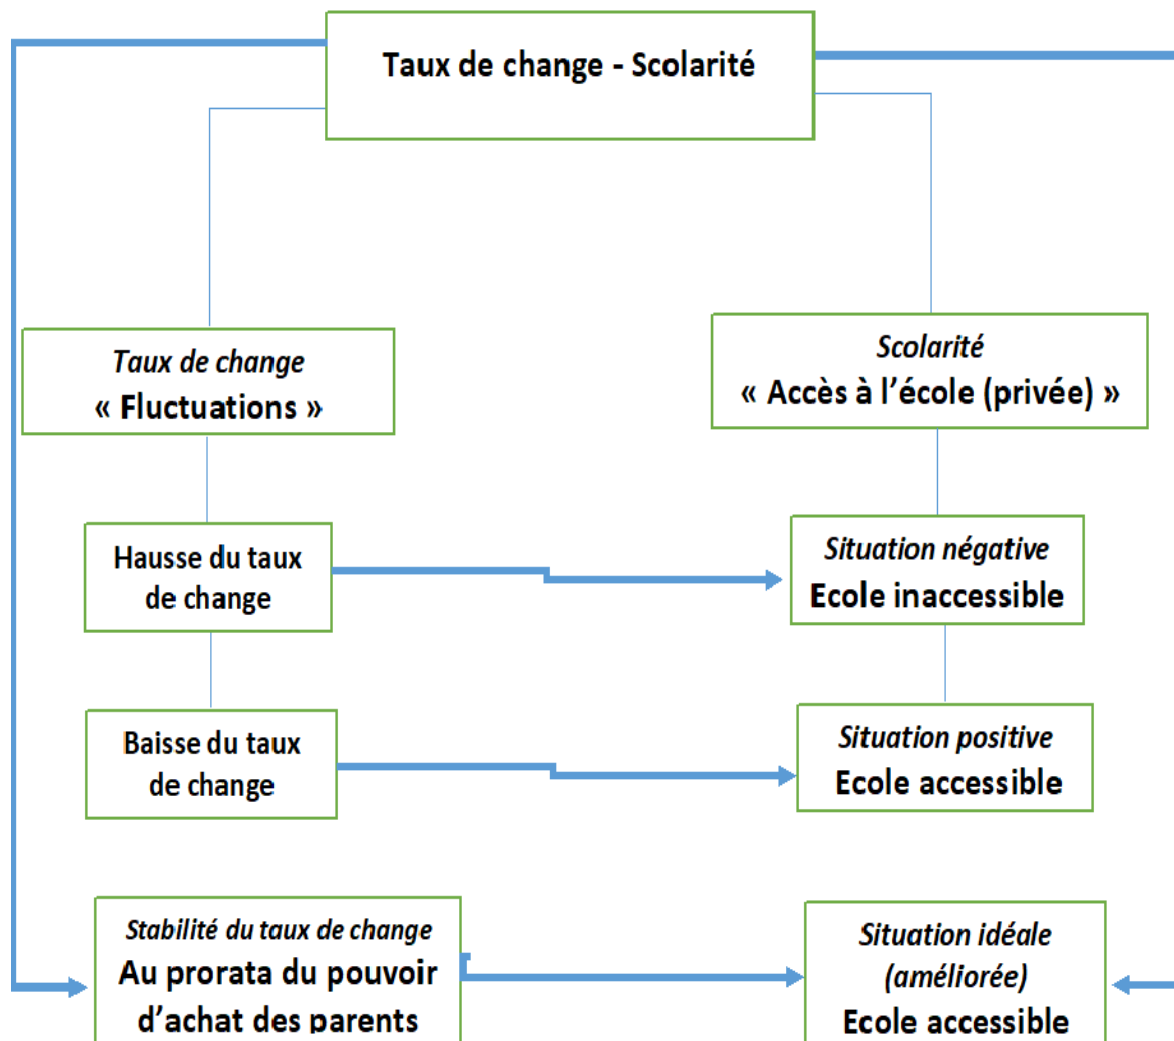 Taux de change - Scolarité
Taux de change
« Fluctuations »
Scolarité
« Accès à l’école (privée) »
Hausse du taux
de change
Situation négative
Ecole inaccessible
Baisse du taux
de change
Situation positive
Ecole accessible
Stabilité du taux de change
Au prorata du pouvoir
d’achat des parents
Situation idéale
(améliorée)
Ecole accessible